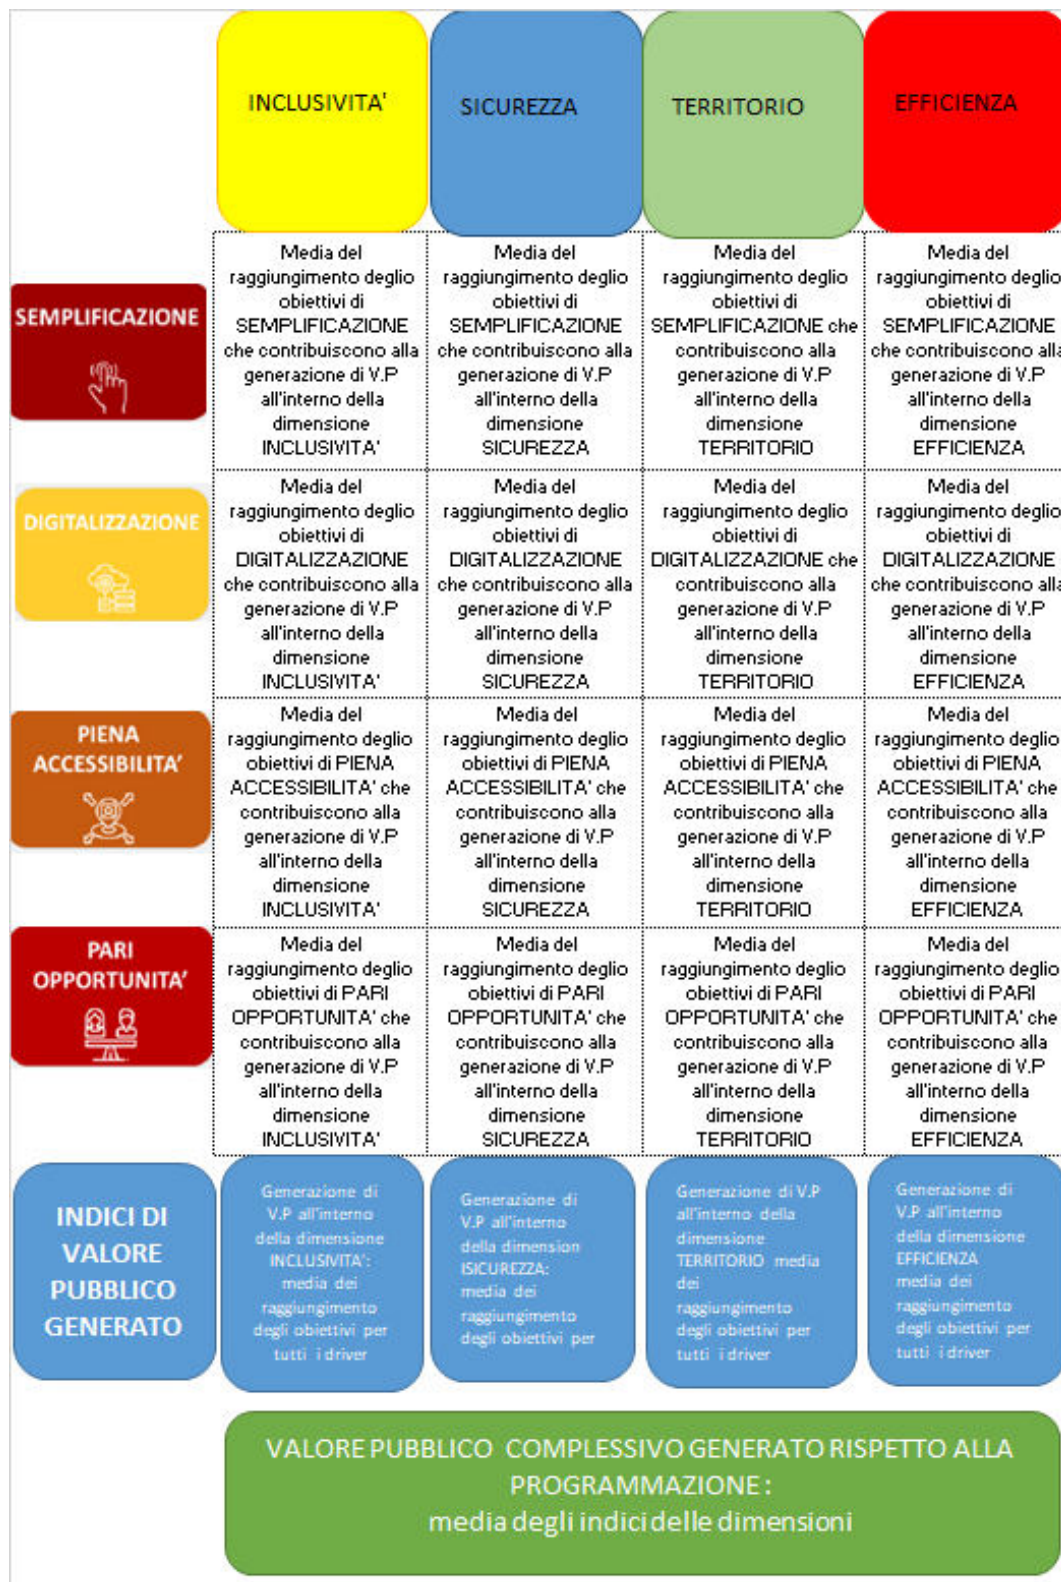 INCLUSIVITA'
SICUREZZA
TERRITORIO
EFFICIENZA
SEMPLIFICAZIONE
Media del
raggiungimento deglio
obiettivi di
SEMPLIFICAZIONE
che contribuiscono alla
generazione di V.P
all'interno della
dimensione
INCLUSIVITA'
Media del
raggiungimento deglio
obiettivi di
SEMPLIFICAZIONE
che contribuiscono alla
generazione di V.P
all'interno della
dimensione
SICUREZZA
Media del
raggiungimento deglio
obiettivi di
SEMPLIFICAZIONE che
contribuiscono alla
generazione di V.P
all'interno della
dimensione
TERRITORIO
Media del
raggiungimento deglio
obiettivi di
SEMPLIFICAZIONE
che contribuiscono alla
generazione di V.P
all'interno della
dimensione
EFFICIENZA
DIGITALIZZAZIONE
Media del
raggiungimento deglio
obiettivi di
DIGITALIZZAZIONE
che contribuiscono alla
generazione di V.P
all'interno della
dimensione
INCLUSIVITA'
Media del
raggiungimento deglio
obiettivi di
DIGITALIZZAZIONE
che contribuiscono alla
generazione di V.P
all'interno della
dimensione
SICUREZZA
Media del
raggiungimento deglio
obiettivi di
DIGITALIZZAZIONE che
contribuiscono alla
generazione di V.P
all'interno della
dimensione
TERRITORIO
Media del
raggiungimento deglio
obiettivi di
DIGITALIZZAZIONE
che contribuiscono alla
generazione di V.P
all'interno della
dimensione
EFFICIENZA
PIENA
ACCESSIBILITA'
Media del
raggiungimento deglio
obiettivi di PIENA
ACCESSIBILITA' che
contribuiscono alla
generazione di V.P
all'interno della
dimensione
INCLUSIVITA'
Media del
raggiungimento deglio
obiettivi di PIENA
ACCESSIBILITA' che
contribuiscono alla
generazione di V.P
all'interno della
dimensione
SICUREZZA
Media del
raggiungimento deglio
obiettivi di PIENA
ACCESSIBILITA' che
contribuiscono alla
generazione di V.P
all'interno della
dimensione
TERRITORIO
Media del
raggiungimento deglio
obiettivi di PIENA
ACCESSIBILITA' che
contribuiscono alla
generazione di V.P
all'interno della
dimensione
EFFICIENZA
PARI
OPPORTUNITA'
Media del
raggiungimento deglio
obiettivi di PARI
OPPORTUNITA' che
contribuiscono alla
generazione di V.P
all'interno della
dimensione
INCLUSIVITA'
Media del
raggiungimento deglio
obiettivi di PARI
OPPORTUNITA' che
contribuiscono alla
generazione di V.P
all'interno della
dimensione
SICUREZZA
Media del
raggiungimento deglio
obiettivi di PARI
OPPORTUNITA' che
contribuiscono alla
generazione di V.P
all'interno della
dimensione
TERRITORIO
Media del
raggiungimento deglio
obiettivi di PARI
OPPORTUNITA' che
contribuiscono alla
generazione di V.P
all'interno della
dimensione
EFFICIENZA
INDICI DI
VALORE
PUBBLICO
GENERATO
Generazione di
V.P all'interno
della dimensione
INCLUSIVITA':
media dei
raggiungimento
degli obiettivi per
tutti i driver
Generazione di
V.P all'interno
della dimension
ISICUREZZA:
media dei
raggiungimento
degli obiettivi per
Generazione di V.P
all'interno della
dimensione
TERRITORIO media
dei
raggiungimento
degli obiettivi per
tutti i driver
Generazione di
V.P all'interno
della dimensione
EFFICIENZA
media dei
raggiungimento
degli obiettivi per
tutti i driver
VALORE PUBBLICO COMPLESSIVO GENERATO RISPETTO ALLA
PROGRAMMAZIONE :
media degli indici delle dimensioni